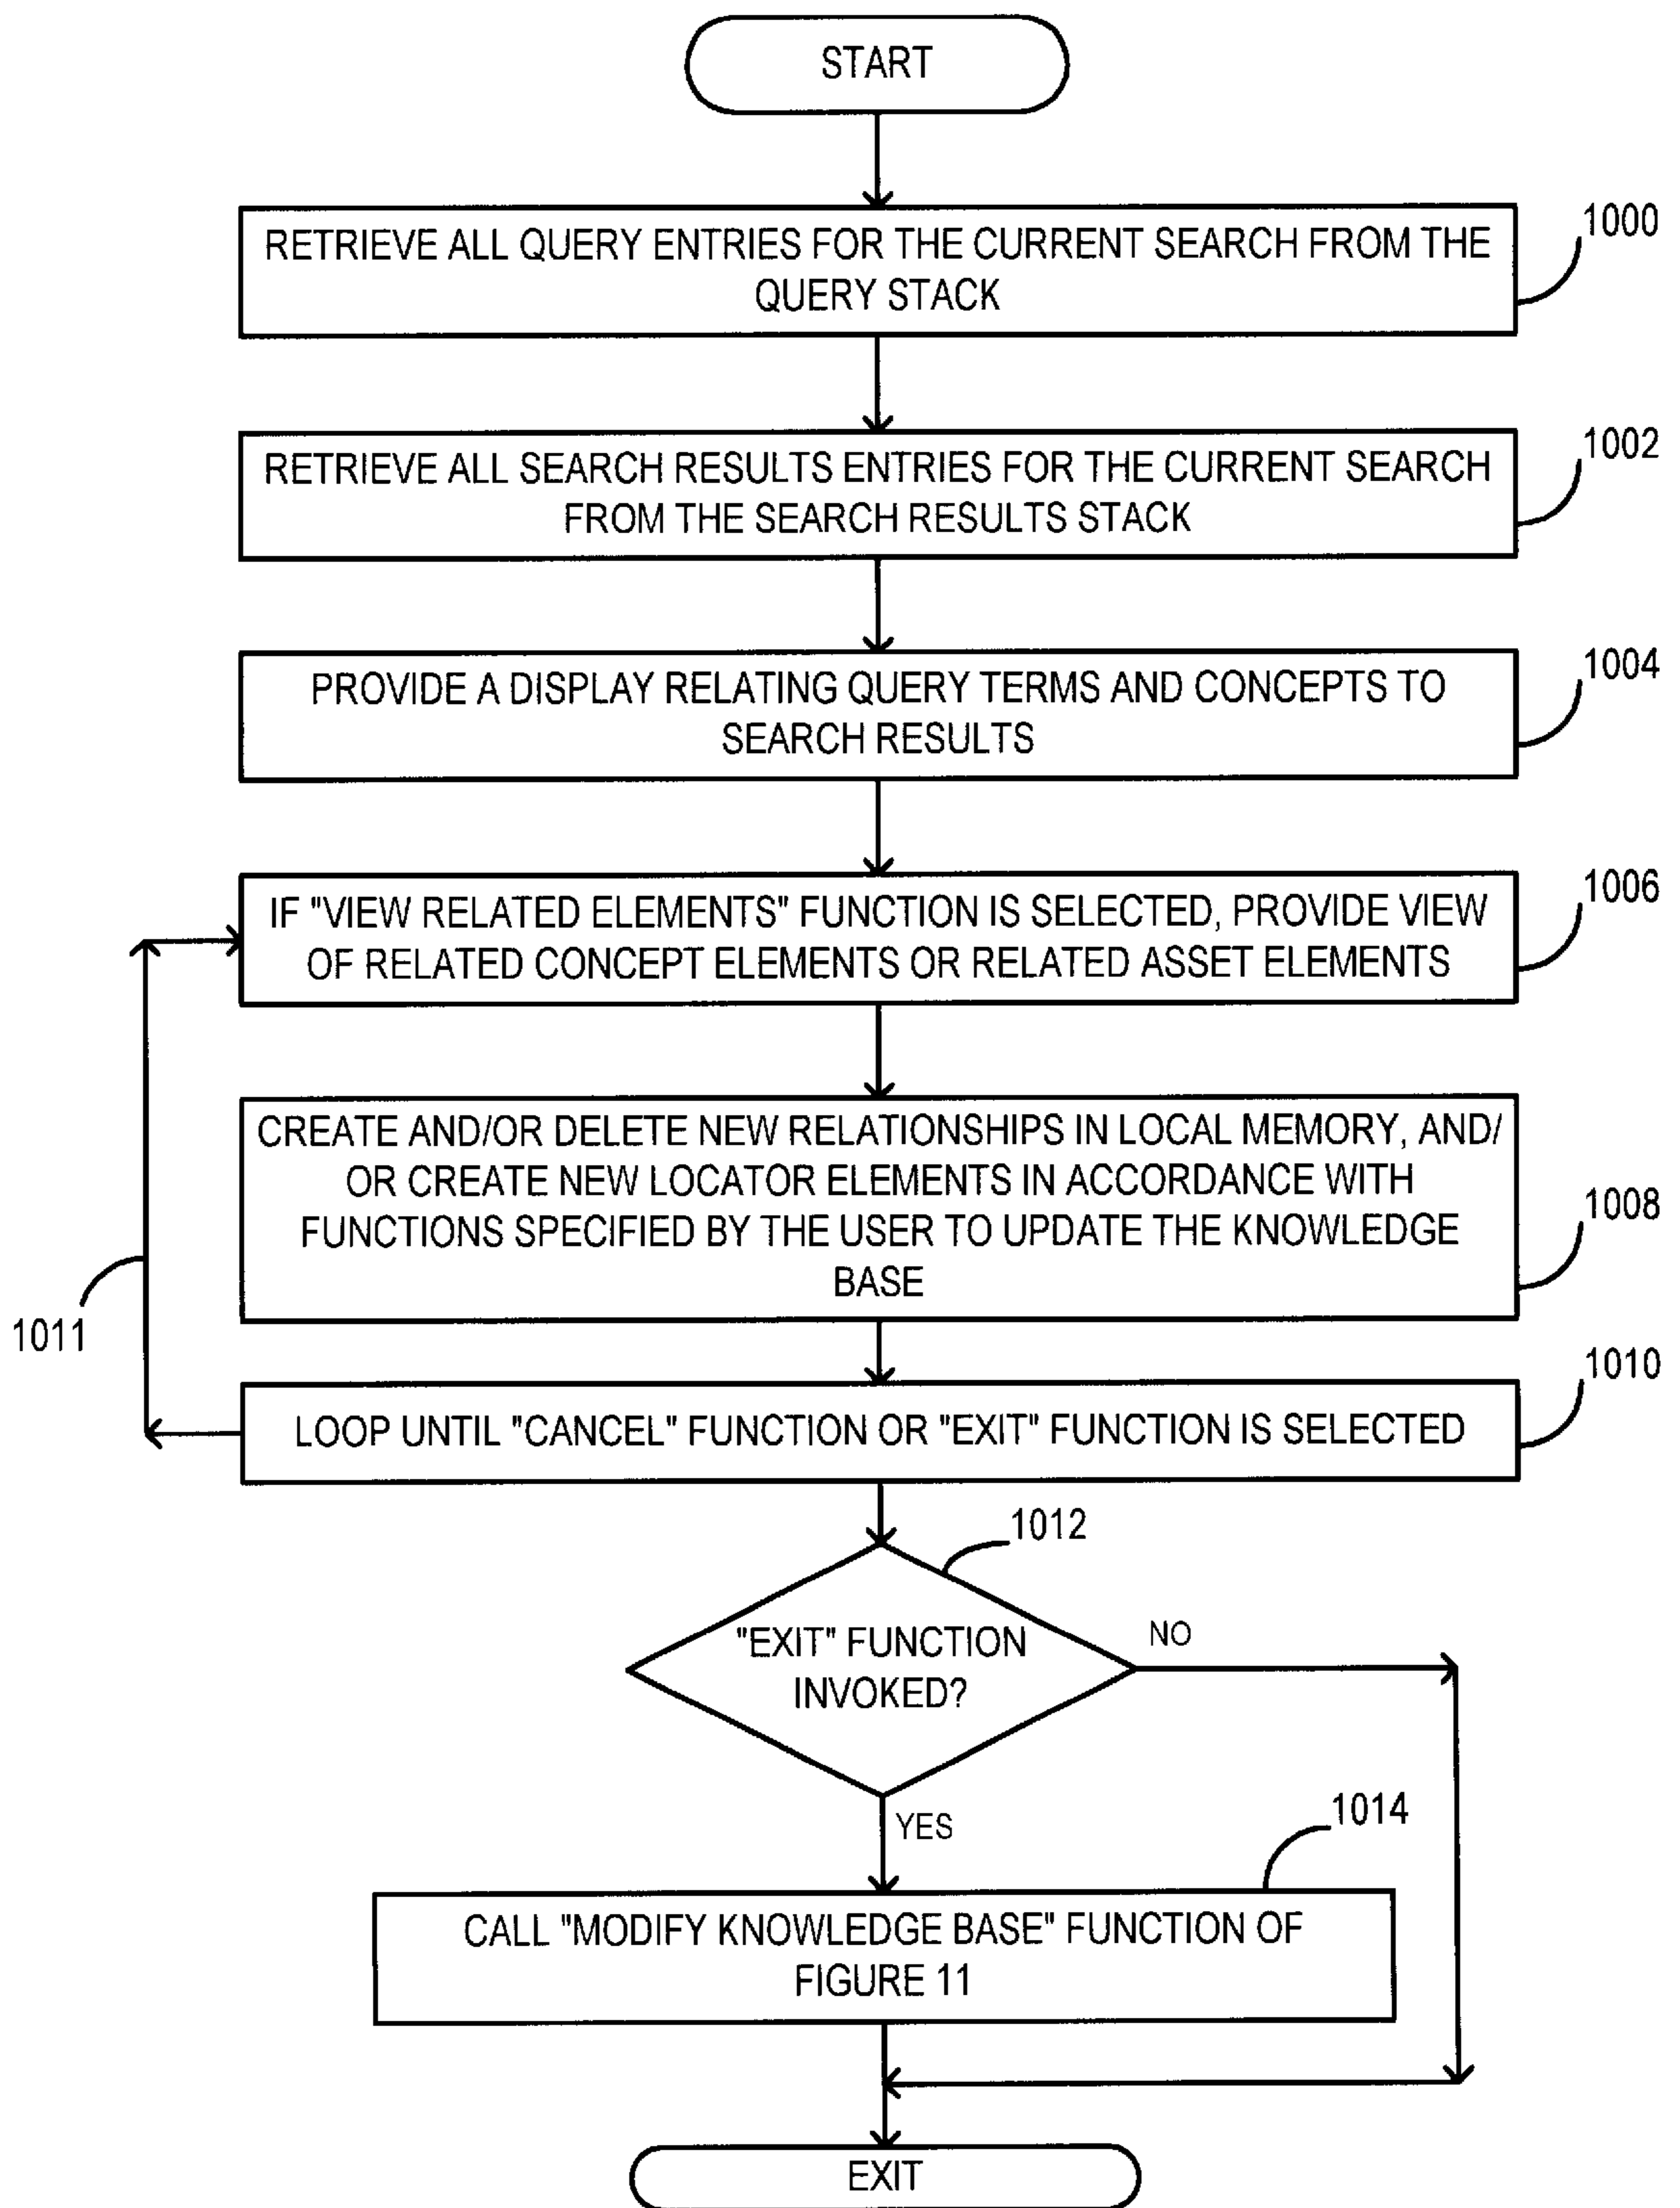 START
1000
RETRIEVE ALL QUERY ENTRIES FOR THE CURRENT SEARCH FROM THE
QUERY STACK
1002
RETRIEVE ALL SEARCH RESULTS ENTRIES FOR THE CURRENT SEARCH
FROM THE SEARCH RESULTS STACK
1004
PROVIDE A DISPLAY RELATING QUERY TERMS AND CONCEPTS TO
SEARCH RESULTS
1006
IF "VIEW RELATED ELEMENTS" FUNCTION IS SELECTED, PROVIDE VIEW
OF RELATED CONCEPT ELEMENTS OR RELATED ASSET ELEMENTS
CREATE AND/OR DELETE NEW RELATIONSHIPS IN LOCAL MEMORY, AND/
OR CREATE NEW LOCATOR ELEMENTS IN ACCORDANCE WITH
FUNCTIONS SPECIFIED BY THE USER TO UPDATE THE KNOWLEDGE
BASE
1008
1011
1010
LOOP UNTIL "CANCEL" FUNCTION OR "EXIT" FUNCTION IS SELECTED
1012
"EXIT" FUNCTION
INVOKED?
NO
YES
1014
CALL "MODIFY KNOWLEDGE BASE" FUNCTION OF
FIGURE 11
EXIT